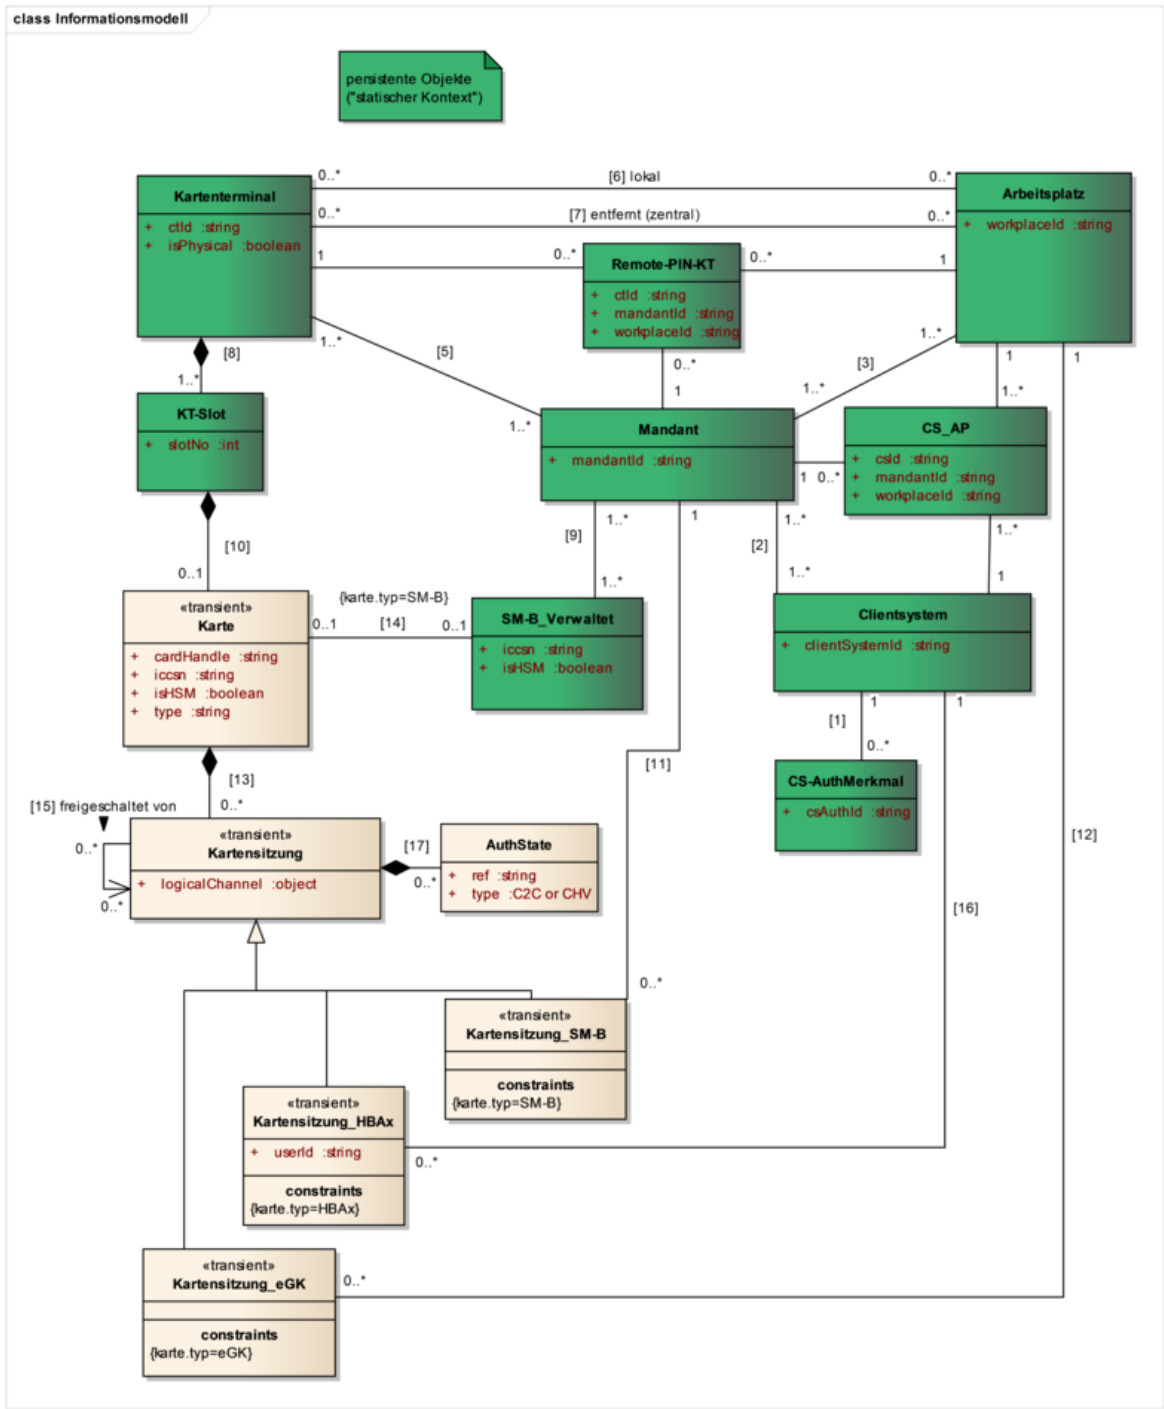 class Informationsmodell
persistente Objekte
("statischer Kontext")
0..*
[6] lokal
0..*
Kartenterminal
+ ctId :string
+ isPhysical :boolean
Arbeitsplatz
+ workplaceId :string
0..*
[7] entfernt (zentral)
0..*
1
0..*
Remote-PIN-KT
+ ctId :string
+ mandantId :string
+ workplaceId :string
0..*
1
1..*
[5]
1..*
0..*
1
[3]
1..*
1..*
1
1..*
1
[8]
1..*
KT-Slot
+ slotNo :int
Mandant
+ mandantId :string
CS_AP
+ csId :string
+ mandantId :string
+ workplaceId :string
1
0..*
[10]
0..1
[9]
1..*
1..*
1
[2]
1..*
1..*
1..*
1
«transient»
Karte
+ cardHandle :string
+ iccsn :string
+ isHSM :boolean
+ type :string
{karte.typ=SM-B}
0..1
[14]
0..1
SM-B_Verwaltet
+ iccsn :string
+ isHSM :boolean
Clientsystem
+ clientSystemId :string
1
[1]
0..*
1
[11]
CS-AuthMerkmal
+ csAuthId :string
[13]
0..*
[15] freigeschaltet von
0..*
0..*
«transient»
Kartensitzung
+ logicalChannel :object
[17]
0..*
AuthState
+ ref :string
+ type :C2C or CHV
[12]
[16]
0..*
«transient»
Kartensitzung_SM-B
constraints
{karte.typ=SM-B}
«transient»
Kartensitzung_HBAx
+ userId :string
constraints
{karte.typ=HBAx}
0..*
«transient»
Kartensitzung_eGK
constraints
{karte.typ=eGK}
0..*